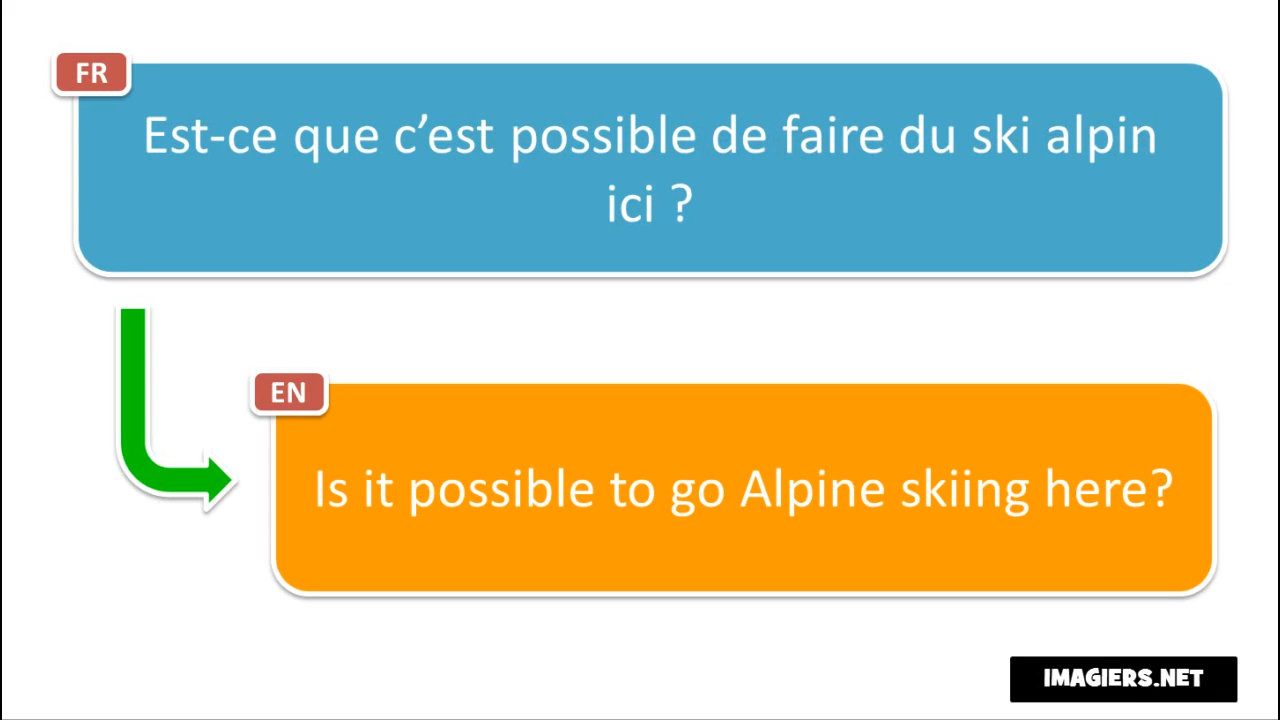 FR
Est-ce que c’est possible de faire du ski alpin
ici ?
EN
Is it possible to go Alpine skiing here?
IMAGIERS.NET